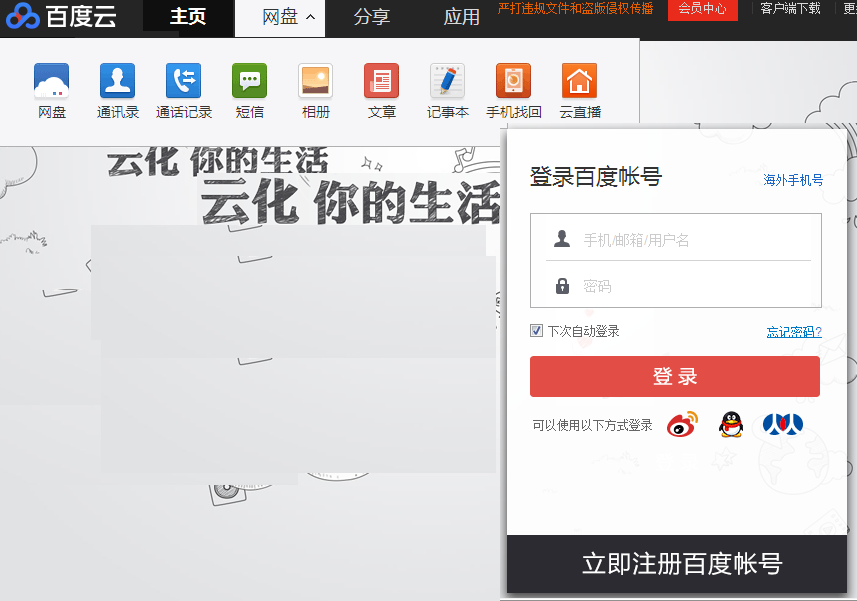 百度云 主页 网盘 分享 应用 严打违规文件和盗版侵权传播 会员中心 客户端下载 更
网盘 通讯录 通话记录 短信 相册 文章 记事本 手机找回 云直播
云化 你的生活
云化 你的生活
登录百度帐号 海外手机号
手机/邮箱/用户名
密码
下次自动登录 忘记密码?
登录
可以使用以下方式登录
立即注册百度帐号